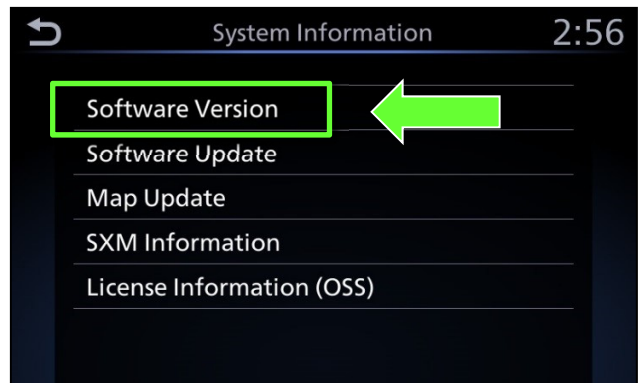 System Information 2:56
Software Version
Software Update
Map Update
SXM Information
License Information (OSS)